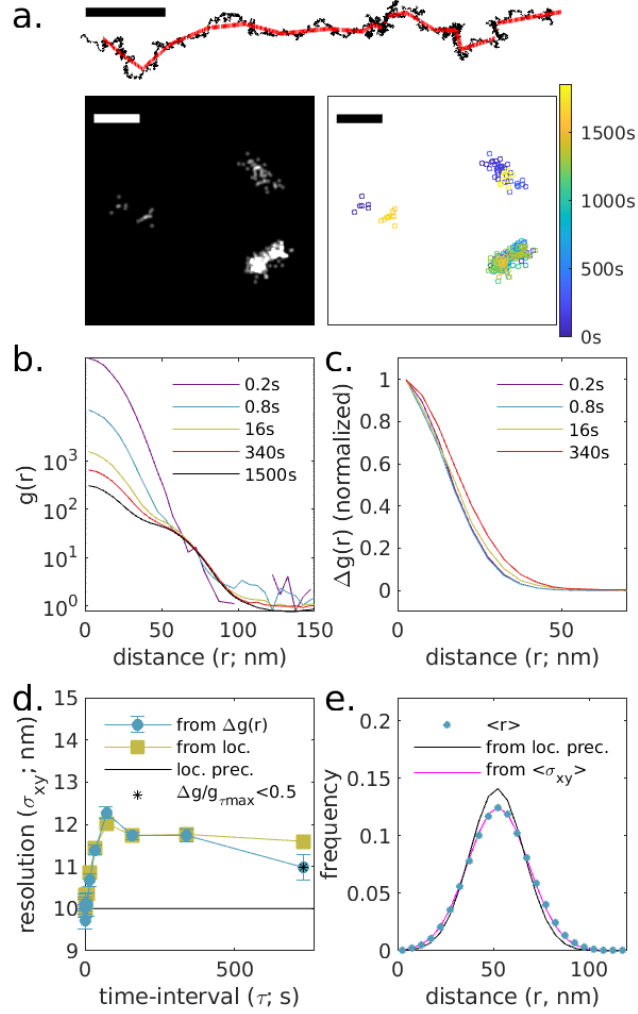 a.
1500s
1000s
500s
0s
b.
g(r)
10³
10²
10¹
10⁰
0.2s
0.8s
16s
340s
1500s
0 50 100 150
distance (r; nm)
c.
Δg(r) (normalized)
1
0.8
0.6
0.4
0.2
0
0.2s
0.8s
16s
340s
0 50
distance (r; nm)
d.
resolution (σxy; nm)
15
14
13
12
11
10
9
from Δg(r)
from loc.
loc. prec.
Δg/gτmax<0.5
0 500
time-interval (τ; s)
e.
frequency
0.2
0.15
0.1
0.05
0
<r>
from loc. prec.
from <σxy>
0 50 100
distance (r, nm)